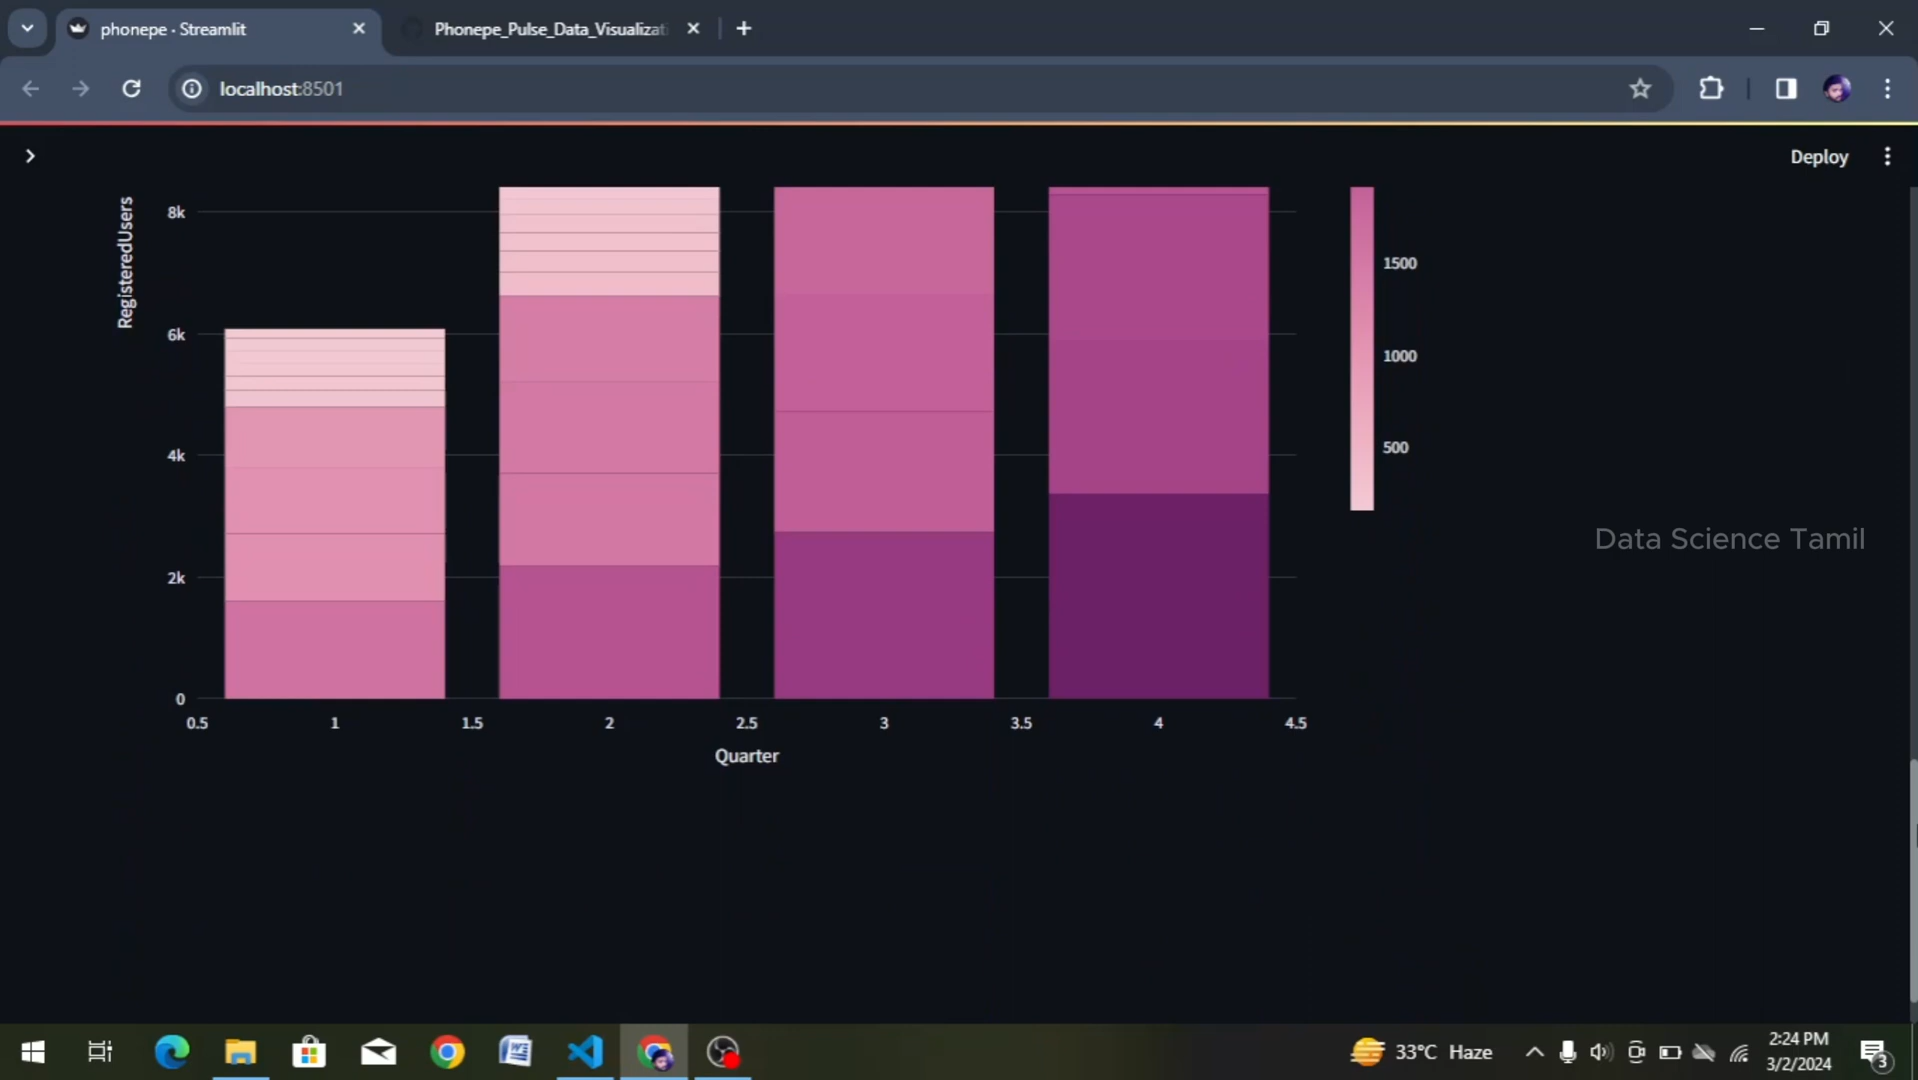 phonepe · Streamlit
Phonepe_Pulse_Data_Visualizati
localhost:8501
Deploy
RegisteredUsers
8k
6k
4k
2k
0
0.5 1 1.5 2 2.5 3 3.5 4 4.5
Quarter
1500
1000
500
Data Science Tamil
33°C Haze
2:24 PM
3/2/2024
3